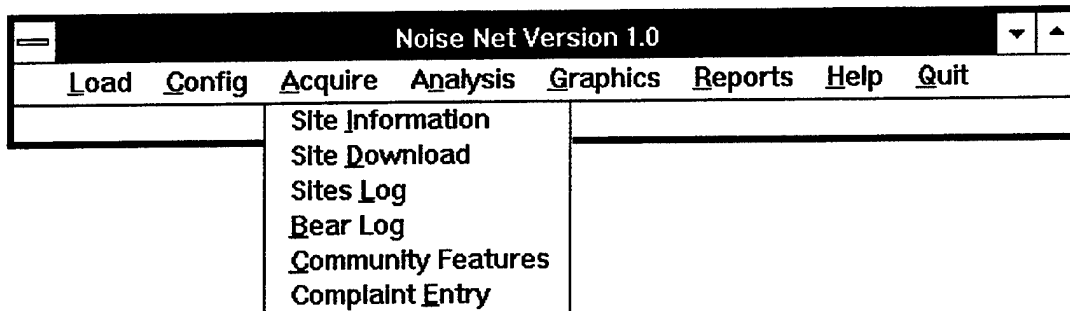 Noise Net Version 1.0
Load Config Acquire Analysis Graphics Reports Help Quit
Site Information
Site Download
Sites Log
Bear Log
Community Features
Complaint Entry